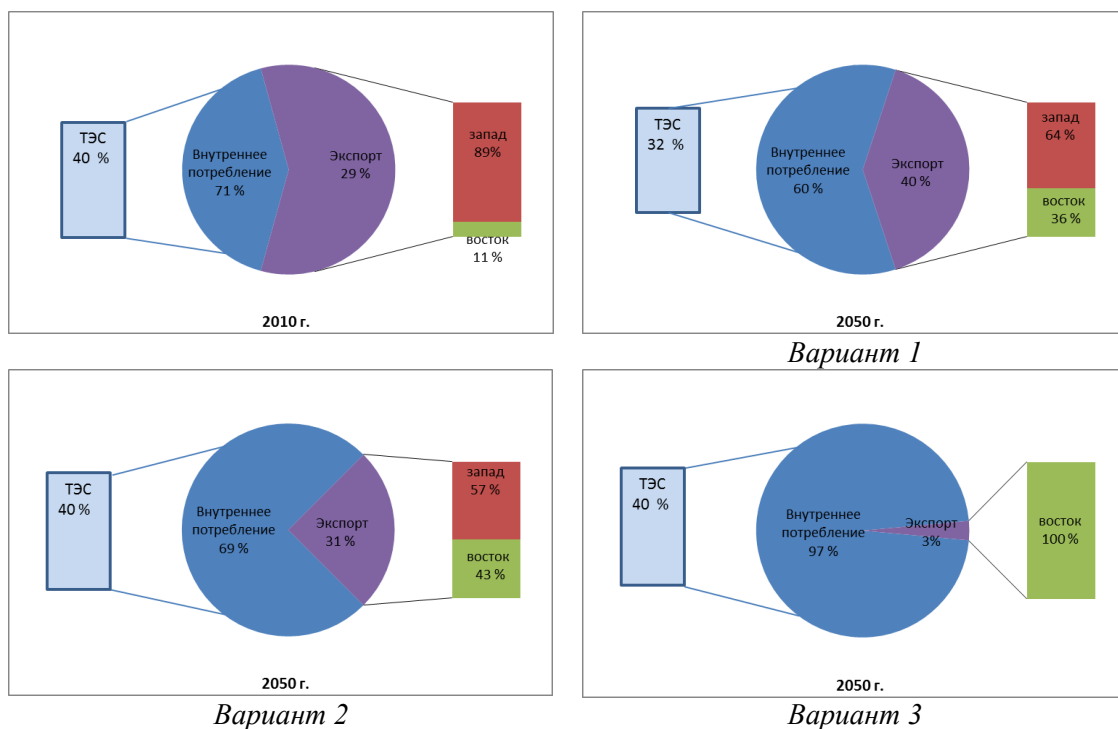 ТЭС
40 %
Внутреннее
потребление
71 %
Экспорт
29 %
запад
89%
восток
11 %
2010 г.
ТЭС
32 %
Внутреннее
потребление
60 %
Экспорт
40 %
запад
64 %
восток
36 %
2050 г.
Вариант 1
ТЭС
40 %
Внутреннее
потребление
69 %
Экспорт
31 %
запад
57 %
восток
43 %
2050 г.
Вариант 2
ТЭС
40 %
Внутреннее
потребление
97 %
Экспорт
3%
восток
100 %
2050 г.
Вариант 3